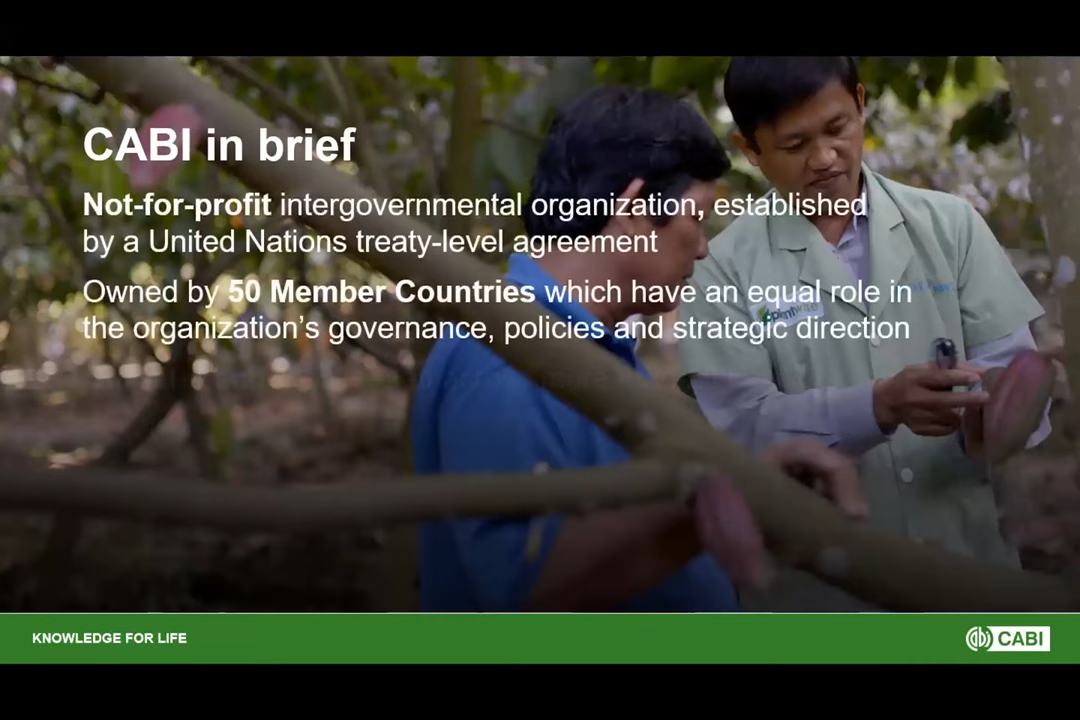 CABI in brief
Not-for-profit intergovernmental organization, established
by a United Nations treaty-level agreement
Owned by 50 Member Countries which have an equal role in
the organization’s governance, policies and strategic direction
plantwise
KNOWLEDGE FOR LIFE
CABI